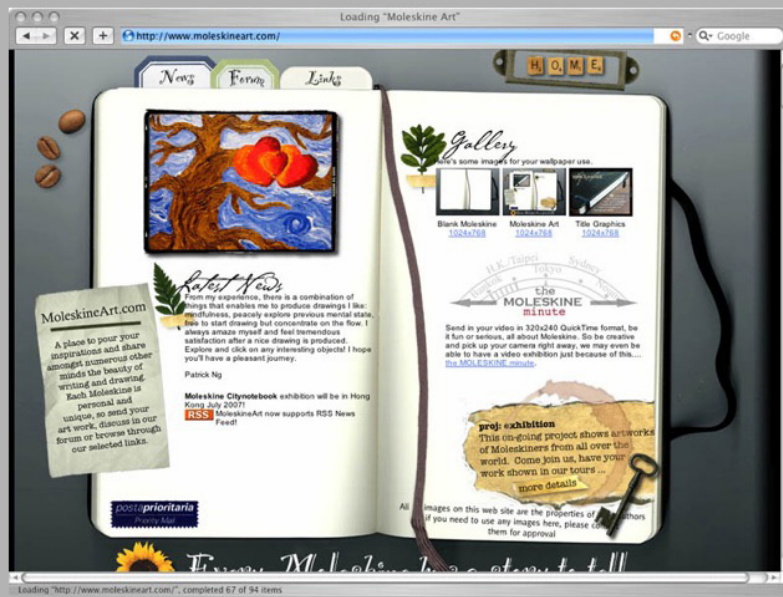 Loading "Moleskine Art"
http://www.moleskineart.com/
Google
News
Forum
Links
HOME
MoleskineArt.com
A place to pour your
inspirations and share
amongst numerous other
minds the beauty of
writing and drawing.
Each Moleskine is
personal and
unique, so send your
art work, discuss in our
forum or browse through
our selected links.
Latest News
From my experience, there is a combination of
things that enables me to produce drawings I like:
mindfulness, peacely explore previous mental state,
free to start drawing but concentrate on the flow. I
always amaze myself and feel tremendous
satisfaction after a nice drawing is produced.
Explore and click on any interesting objects! I hope
you'll have a pleasant journey.
Patrick Ng
Moleskine Citynotebook exhibition will be in Hong
Kong July 2007!
RSS MoleskineArt now supports RSS News
Feed!
postaprioritaria
Priority Mail
Gallery
Here's some images for your wallpaper use.
Blank Moleskine
1024x768
Moleskine Art
1024x768
Title Graphics
1024x768
H.K./Taipei
Tokyo
Sydney
the
MOLESKINE
minute
Send in your video in 320x240 QuickTime format, be
it fun or serious, all about Moleskine. So be creative
and pick up your camera right away, we may even be
able to have a video exhibition just because of this....
the MOLESKINE minute.
proj: exhibition
This on-going project shows artworks
of Moleskiners from all over the
world. Come join us, have your
work shown in our tours ...
more details
All images on this web site are the properties of authors
if you need to use any images here, please
them for approval
Every Moleskine has a story to tell
Loading "http://www.moleskineart.com/", completed 67 of 94 items